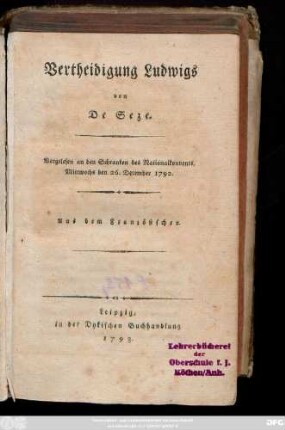 Vertheidigung Ludwigs
von
De Seze.
Vorgelesen an den Schranken des Nationalkonvents.
Mittwochs den 26. December 1792.
Aus dem Französischen
Leipzig,
in der Dykischen Buchhandlung
1793.
Lehrerbücherei
der
Oberschule f. J.
Köthen/Anh.